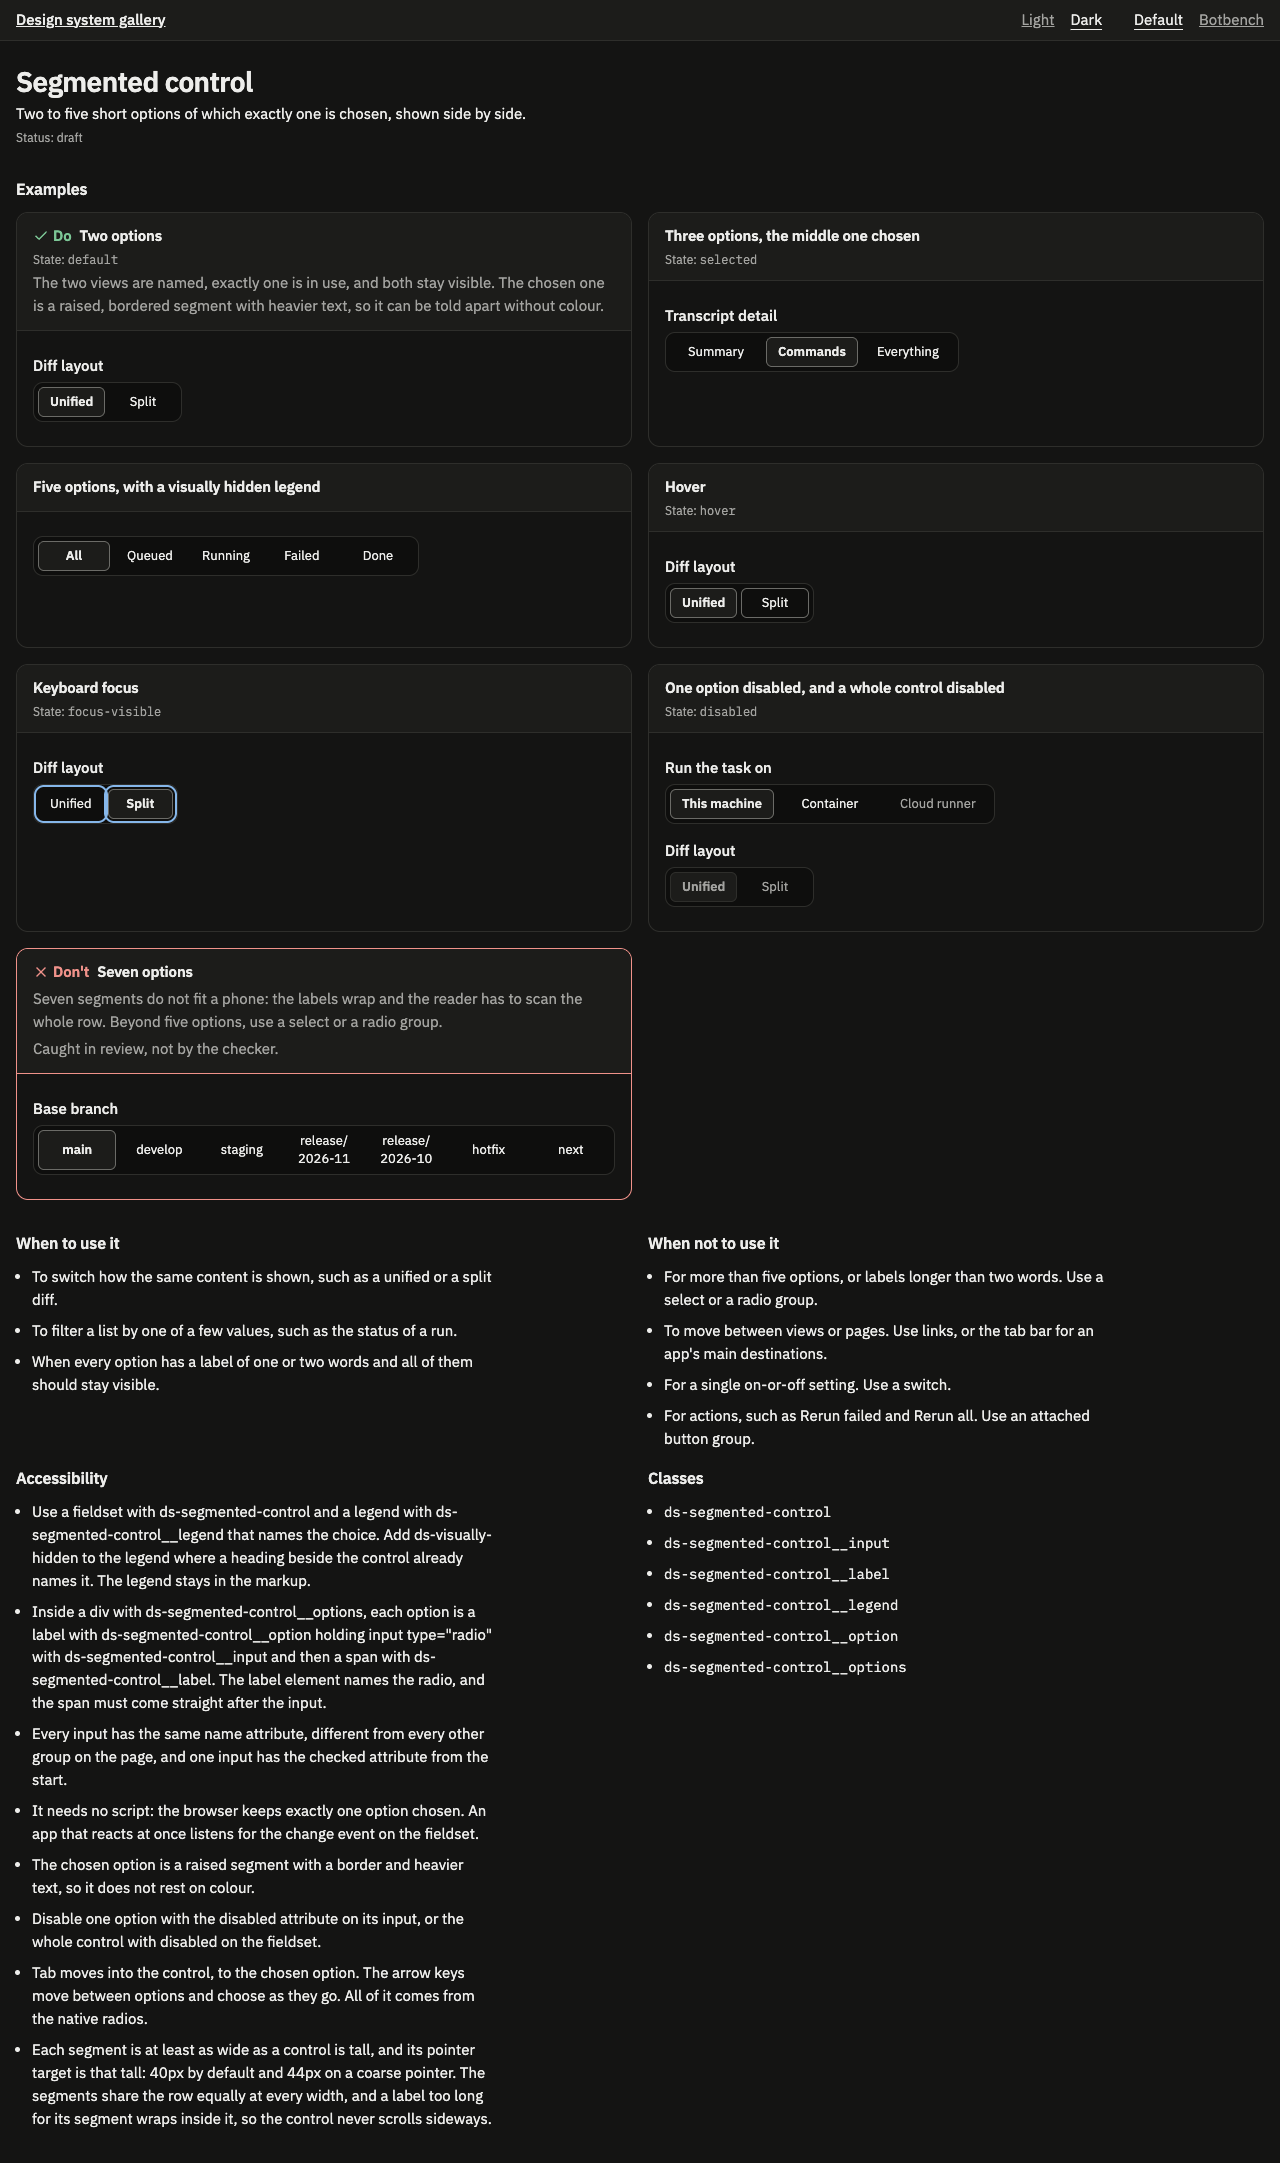 Design system gallery
Light Dark Default Botbench
Segmented control
Two to five short options of which exactly one is chosen, shown side by side.
Status: draft
Examples
Do Two options
State: default
The two views are named, exactly one is in use, and both stay visible. The chosen one
is a raised, bordered segment with heavier text, so it can be told apart without colour.
Diff layout
Unified Split
Three options, the middle one chosen
State: selected
Transcript detail
Summary Commands Everything
Five options, with a visually hidden legend
All Queued Running Failed Done
Hover
State: hover
Diff layout
Unified Split
Keyboard focus
State: focus-visible
Diff layout
Unified Split
One option disabled, and a whole control disabled
State: disabled
Run the task on
This machine Container Cloud runner
Diff layout
Unified Split
Don't Seven options
Seven segments do not fit a phone: the labels wrap and the reader has to scan the
whole row. Beyond five options, use a select or a radio group.
Caught in review, not by the checker.
Base branch
main develop staging release/2026-11 release/2026-10 hotfix next
When to use it
To switch how the same content is shown, such as a unified or a split
diff.
To filter a list by one of a few values, such as the status of a run.
When every option has a label of one or two words and all of them
should stay visible.
When not to use it
For more than five options, or labels longer than two words. Use a
select or a radio group.
To move between views or pages. Use links, or the tab bar for an
app's main destinations.
For a single on-or-off setting. Use a switch.
For actions, such as Rerun failed and Rerun all. Use an attached
button group.
Accessibility
Use a fieldset with ds-segmented-control and a legend with ds-
segmented-control__legend that names the choice. Add ds-visually-
hidden to the legend where a heading beside the control already
names it. The legend stays in the markup.
Inside a div with ds-segmented-control__options, each option is a
label with ds-segmented-control__option holding input type="radio"
with ds-segmented-control__input and then a span with ds-
segmented-control__label. The label element names the radio, and
the span must come straight after the input.
Every input has the same name attribute, different from every other
group on the page, and one input has the checked attribute from the
start.
It needs no script: the browser keeps exactly one option chosen. An
app that reacts at once listens for the change event on the fieldset.
The chosen option is a raised segment with a border and heavier
text, so it does not rest on colour.
Disable one option with the disabled attribute on its input, or the
whole control with disabled on the fieldset.
Tab moves into the control, to the chosen option. The arrow keys
move between options and choose as they go. All of it comes from
the native radios.
Each segment is at least as wide as a control is tall, and its pointer
target is that tall: 40px by default and 44px on a coarse pointer. The
segments share the row equally at every width, and a label too long
for its segment wraps inside it, so the control never scrolls sideways.
Classes
ds-segmented-control
ds-segmented-control__input
ds-segmented-control__label
ds-segmented-control__legend
ds-segmented-control__option
ds-segmented-control__options